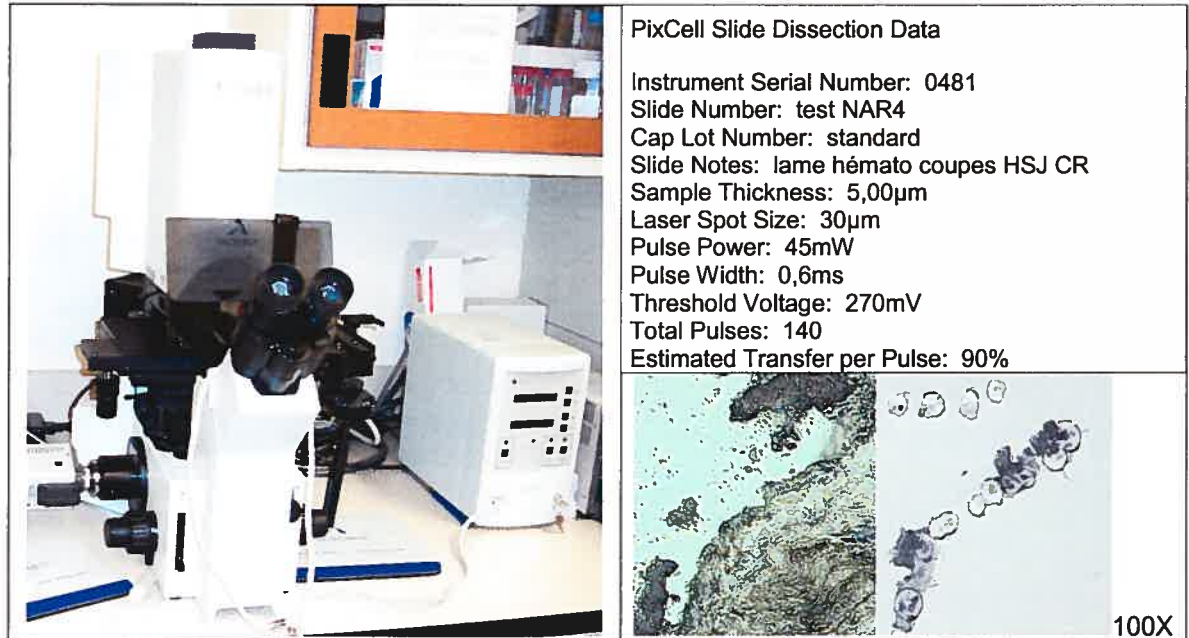 PixCell Slide Dissection Data
Instrument Serial Number: 0481
Slide Number: test NAR4
Cap Lot Number: standard
Slide Notes: lame hémato coupes HSJ CR
Sample Thickness: 5,00µm
Laser Spot Size: 30µm
Pulse Power: 45mW
Pulse Width: 0,6ms
Threshold Voltage: 270mV
Total Pulses: 140
Estimated Transfer per Pulse: 90%
100X